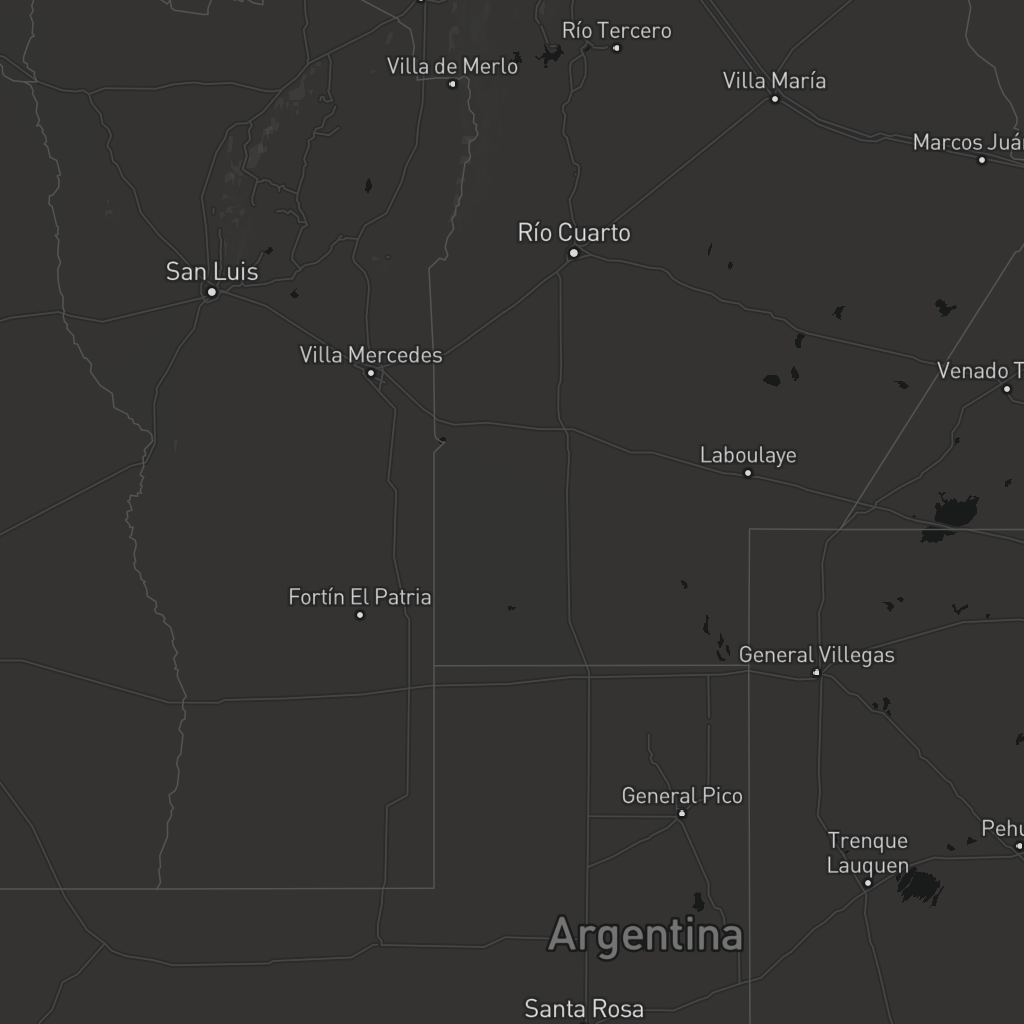 Río Tercero
Villa de Merlo
Villa María
Marcos Juá
Río Cuarto
San Luis
Villa Mercedes
Venado T
Laboulaye
Fortín El Patria
General Villegas
General Pico
Pehu
Trenque
Lauquen
Argentina
Santa Rosa